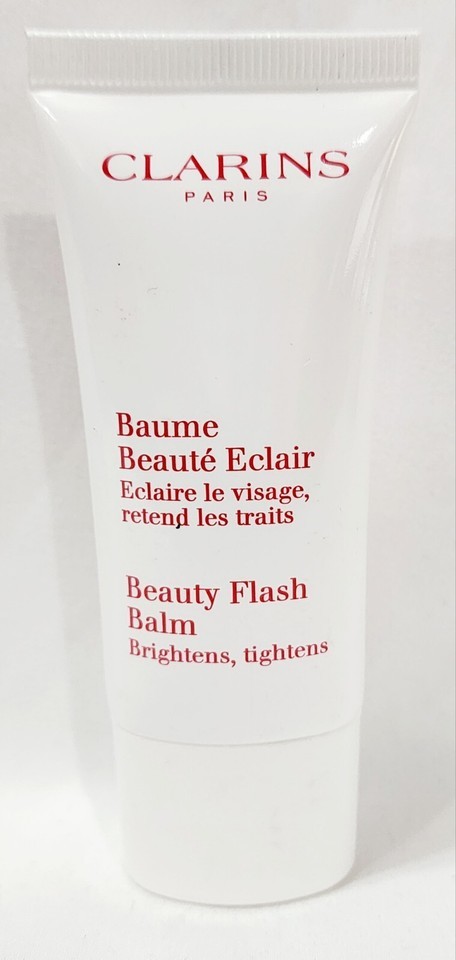 CLARINS
PARIS
Baume
Beauté Eclair
Eclaire le visage,
retend les traits
Beauty Flash
Balm
Brightens, tightens